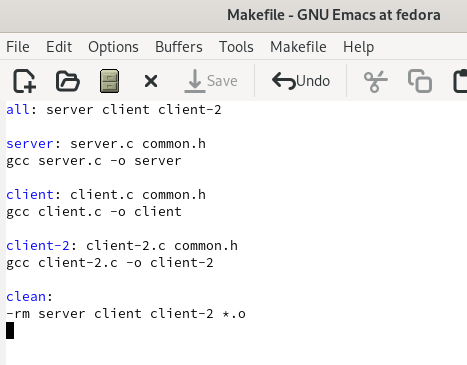 Makefile - GNU Emacs at fedora
File Edit Options Buffers Tools Makefile Help
Save Undo
all: server client client-2
server: server.c common.h
gcc server.c -o server
client: client.c common.h
gcc client.c -o client
client-2: client-2.c common.h
gcc client-2.c -o client-2
clean:
-rm server client client-2 *.o